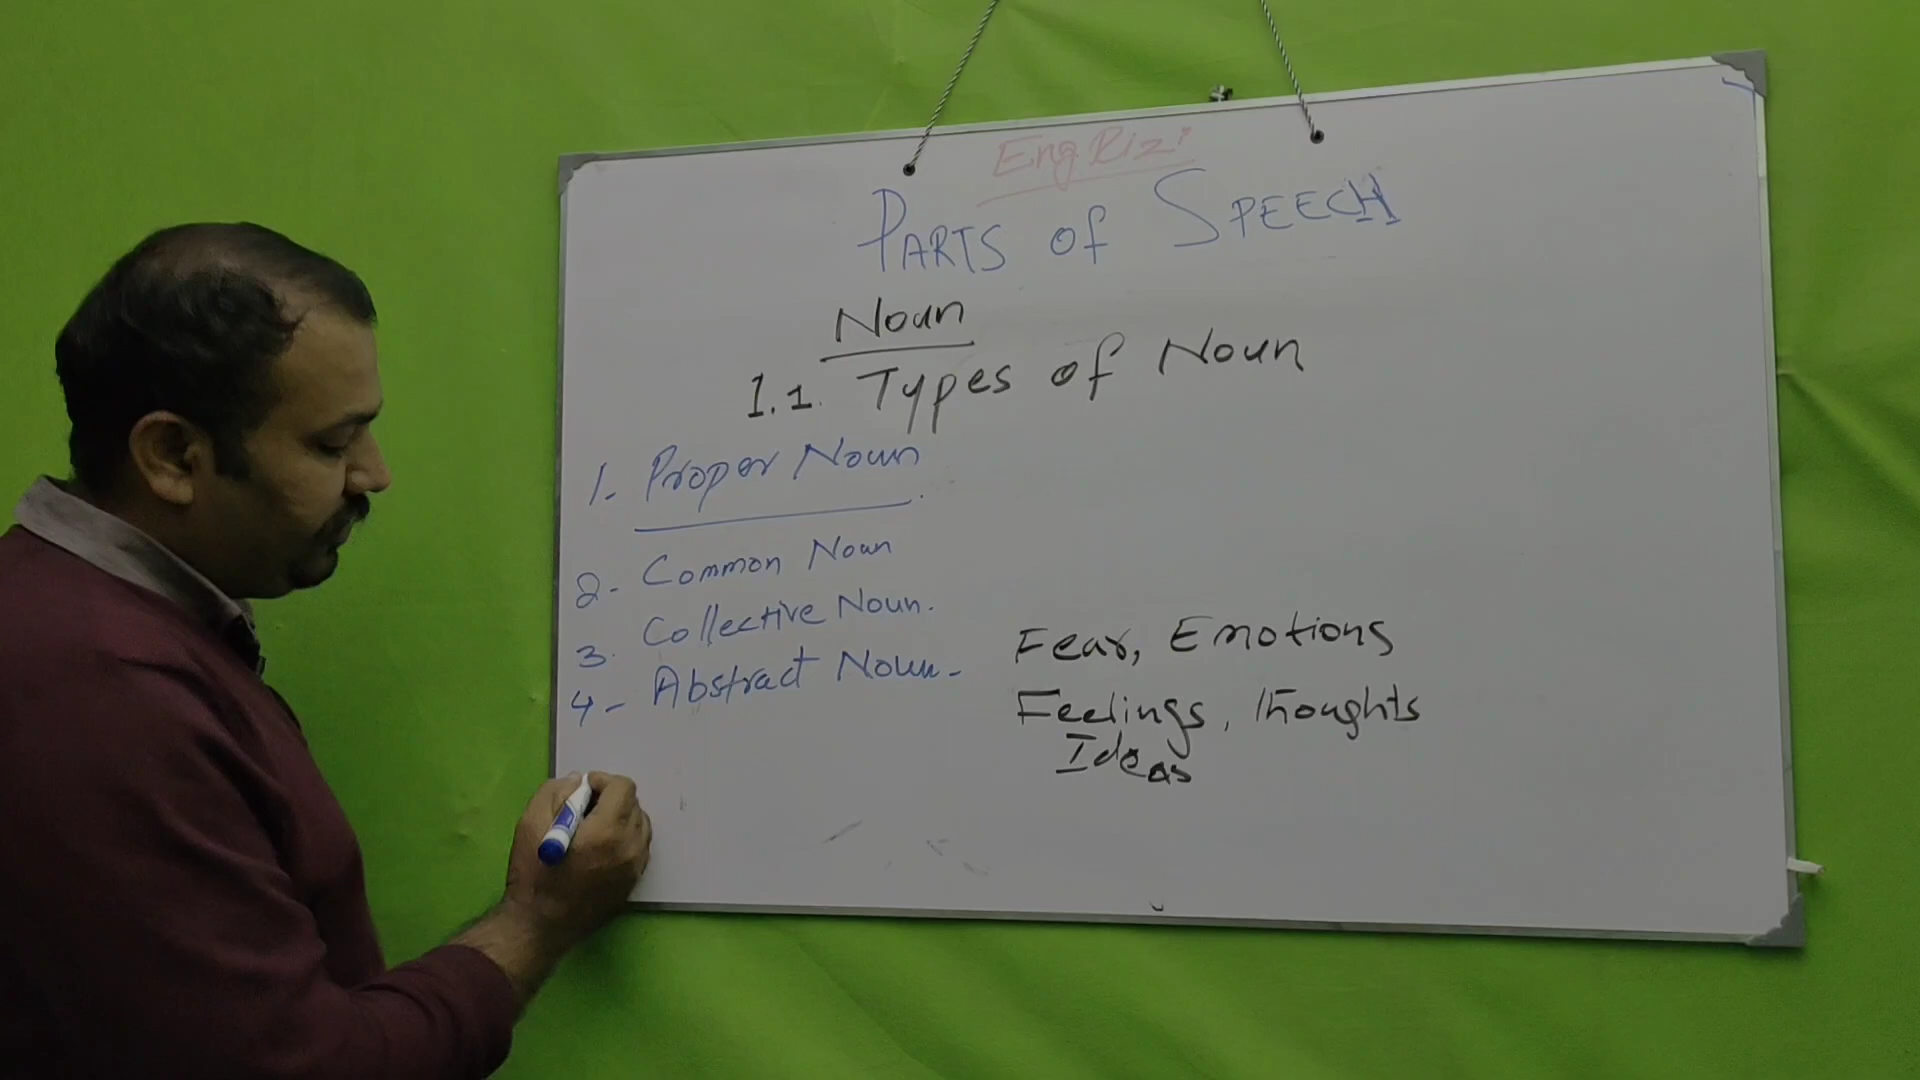 Eng Rizi
PARTS of SPEECH
Noun
1.1. Types of Noun
1- Proper Noun
2- Common Noun
3. Collective Noun.
4- Abstract Noun-
Fear, Emotions
Feelings, thoughts
Ideas